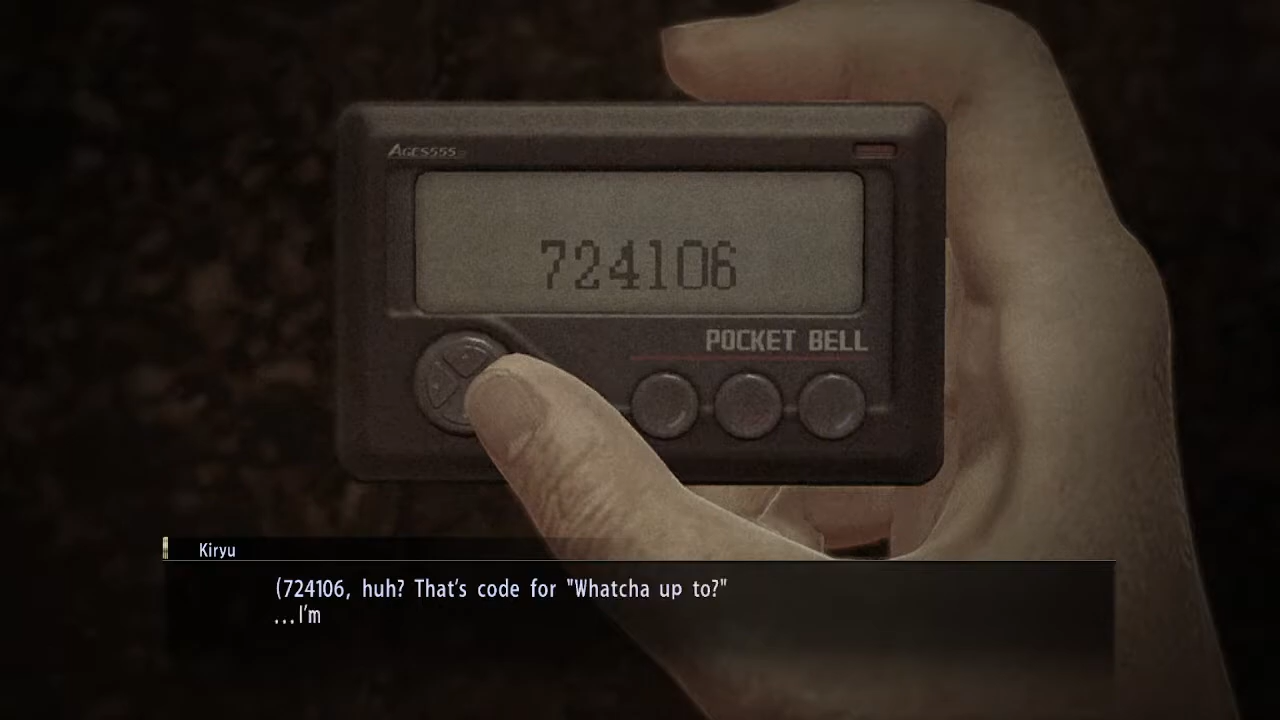 AGES555
724106
POCKET BELL
Kiryu
(724106, huh? That's code for "Whatcha up to?"
...I'm